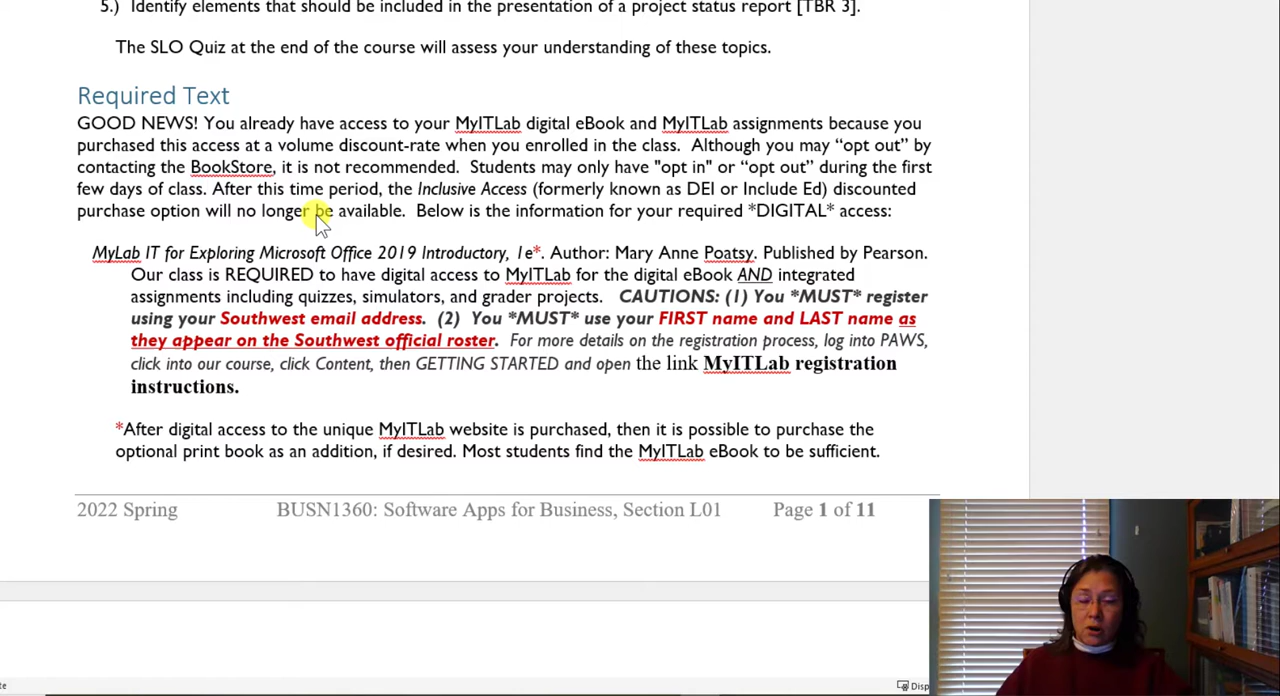 5.) Identify elements that should be included in the presentation of a project status report [TBR 3].
The SLO Quiz at the end of the course will assess your understanding of these topics.
Required Text
GOOD NEWS! You already have access to your MyITLab digital eBook and MyITLab assignments because you
purchased this access at a volume discount-rate when you enrolled in the class.  Although you may “opt out” by
contacting the BookStore, it is not recommended.  Students may only have "opt in" or “opt out” during the first
few days of class. After this time period, the Inclusive Access (formerly known as DEI or Include Ed) discounted
purchase option will no longer be available.  Below is the information for your required *DIGITAL* access:
MyLab IT for Exploring Microsoft Office 2019 Introductory, 1e*. Author: Mary Anne Poatsy. Published by Pearson.
Our class is REQUIRED to have digital access to MyITLab for the digital eBook AND integrated
assignments including quizzes, simulators, and grader projects.   CAUTIONS: (1) You *MUST* register
using your Southwest email address.  (2)  You *MUST* use your FIRST name and LAST name as
they appear on the Southwest official roster.  For more details on the registration process, log into PAWS,
click into our course, click Content, then GETTING STARTED and open the link MyITLab registration
instructions.
*After digital access to the unique MyITLab website is purchased, then it is possible to purchase the
optional print book as an addition, if desired. Most students find the MyITLab eBook to be sufficient.
2022 Spring BUSN1360: Software Apps for Business, Section L01 Page 1 of 11